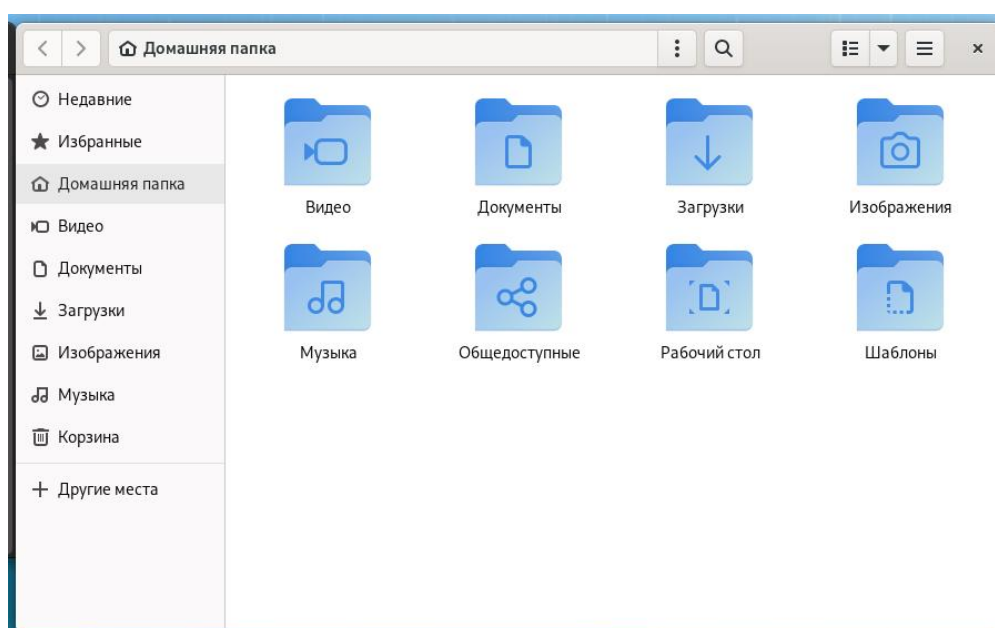 Домашняя папка
Недавние
Избранные
Домашняя папка
Видео
Документы
Загрузки
Изображения
Музыка
Корзина
Другие места
Видео
Документы
Загрузки
Изображения
Музыка
Общедоступные
Рабочий стол
Шаблоны